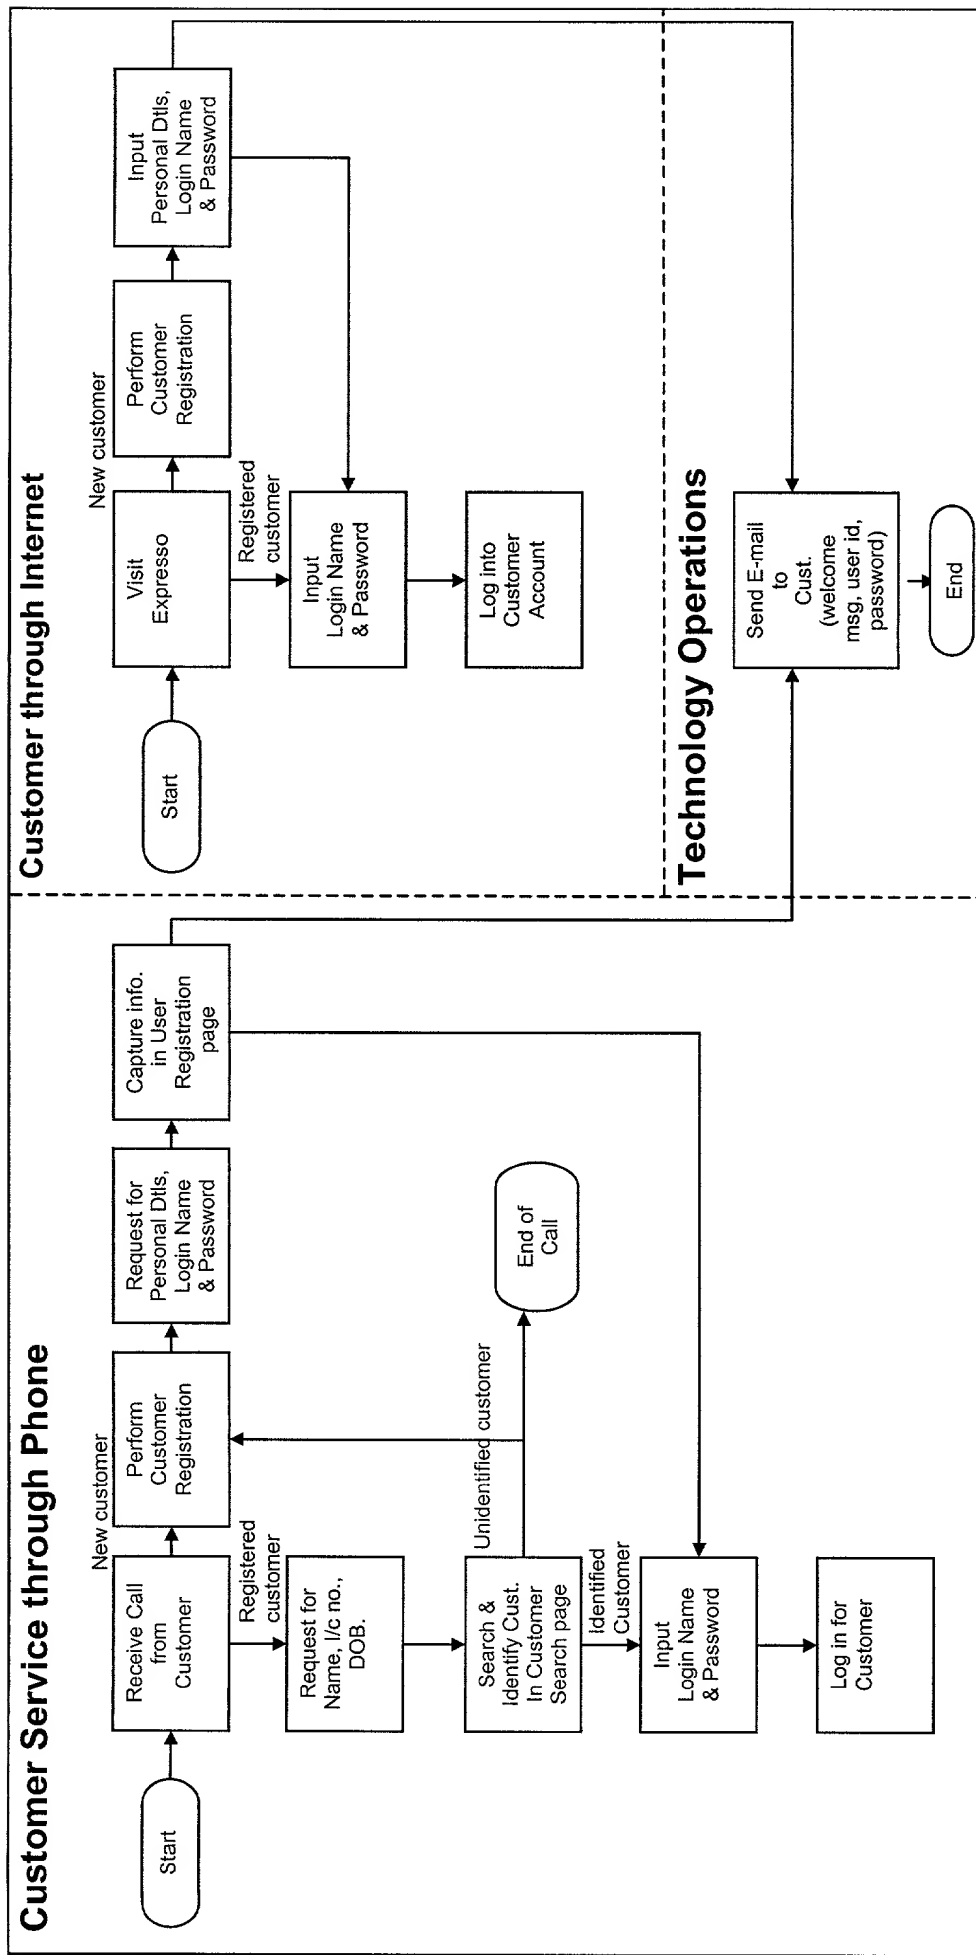 Customer Service through Phone
Start
Receive Call
from
Customer
New customer
Perform
Customer
Registration
Request for
Personal Dtls,
Login Name
& Password
Capture info.
in User
Registration
page
Registered
customer
Request for
Name, I/c no.,
DOB.
Search &
Identify Cust.
In Customer
Search page
Unidentified customer
End of
Call
Identified
Customer
Input
Login Name
& Password
Log in for
Customer
Customer through Internet
Start
Visit
Expresso
New customer
Perform
Customer
Registration
Input
Personal Dtls,
Login Name
& Password
Registered
customer
Input
Login Name
& Password
Log into
Customer
Account
Technology Operations
Send E-mail
to
Cust.
(welcome
msg, user id,
password)
End